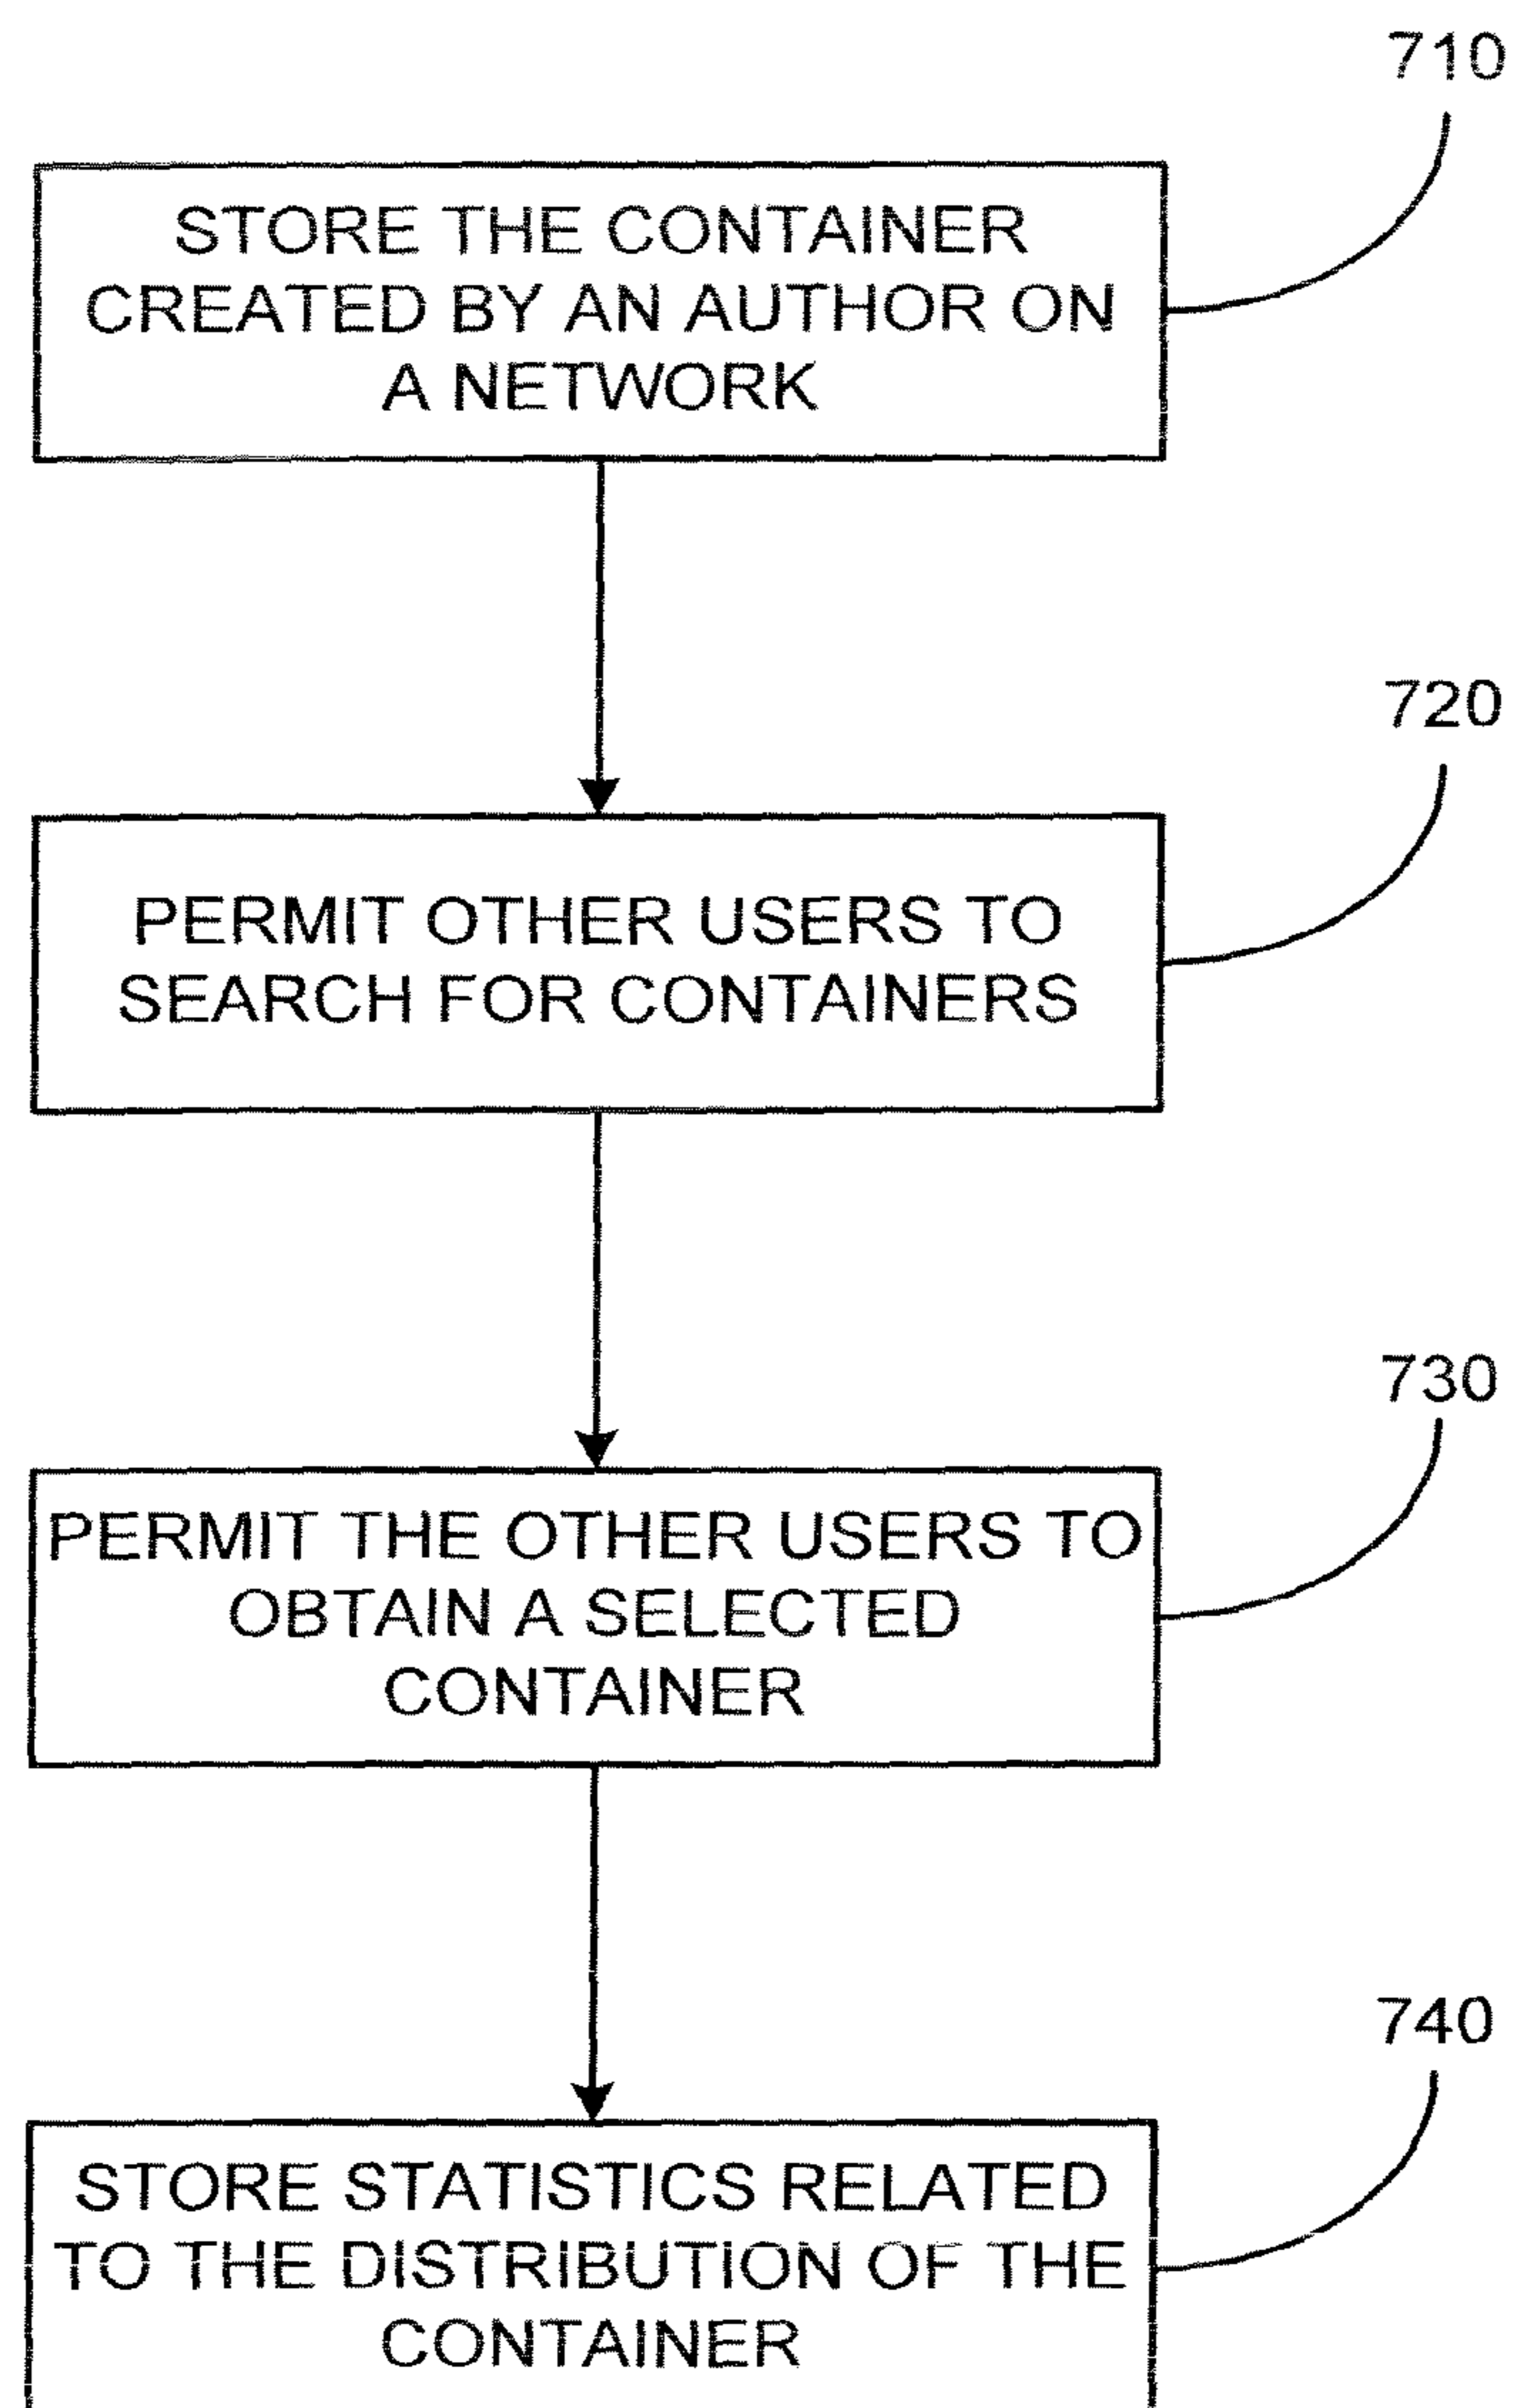 710
STORE THE CONTAINER
CREATED BY AN AUTHOR ON
A NETWORK
720
PERMIT OTHER USERS TO
SEARCH FOR CONTAINERS
730
PERMIT THE OTHER USERS TO
OBTAIN A SELECTED
CONTAINER
740
STORE STATISTICS RELATED
TO THE DISTRIBUTION OF THE
CONTAINER